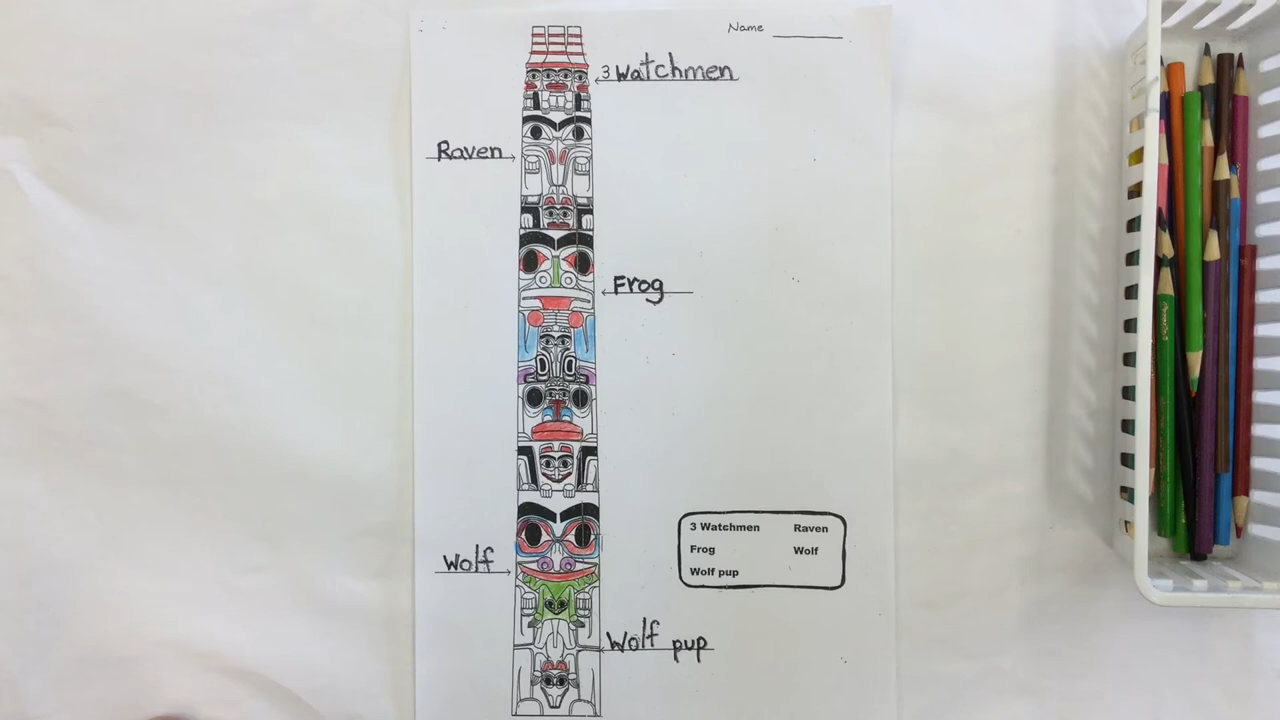 Name
3 Watchmen
Raven
Frog
3 Watchmen Raven
Frog Wolf
Wolf pup
Wolf
Wolf pup